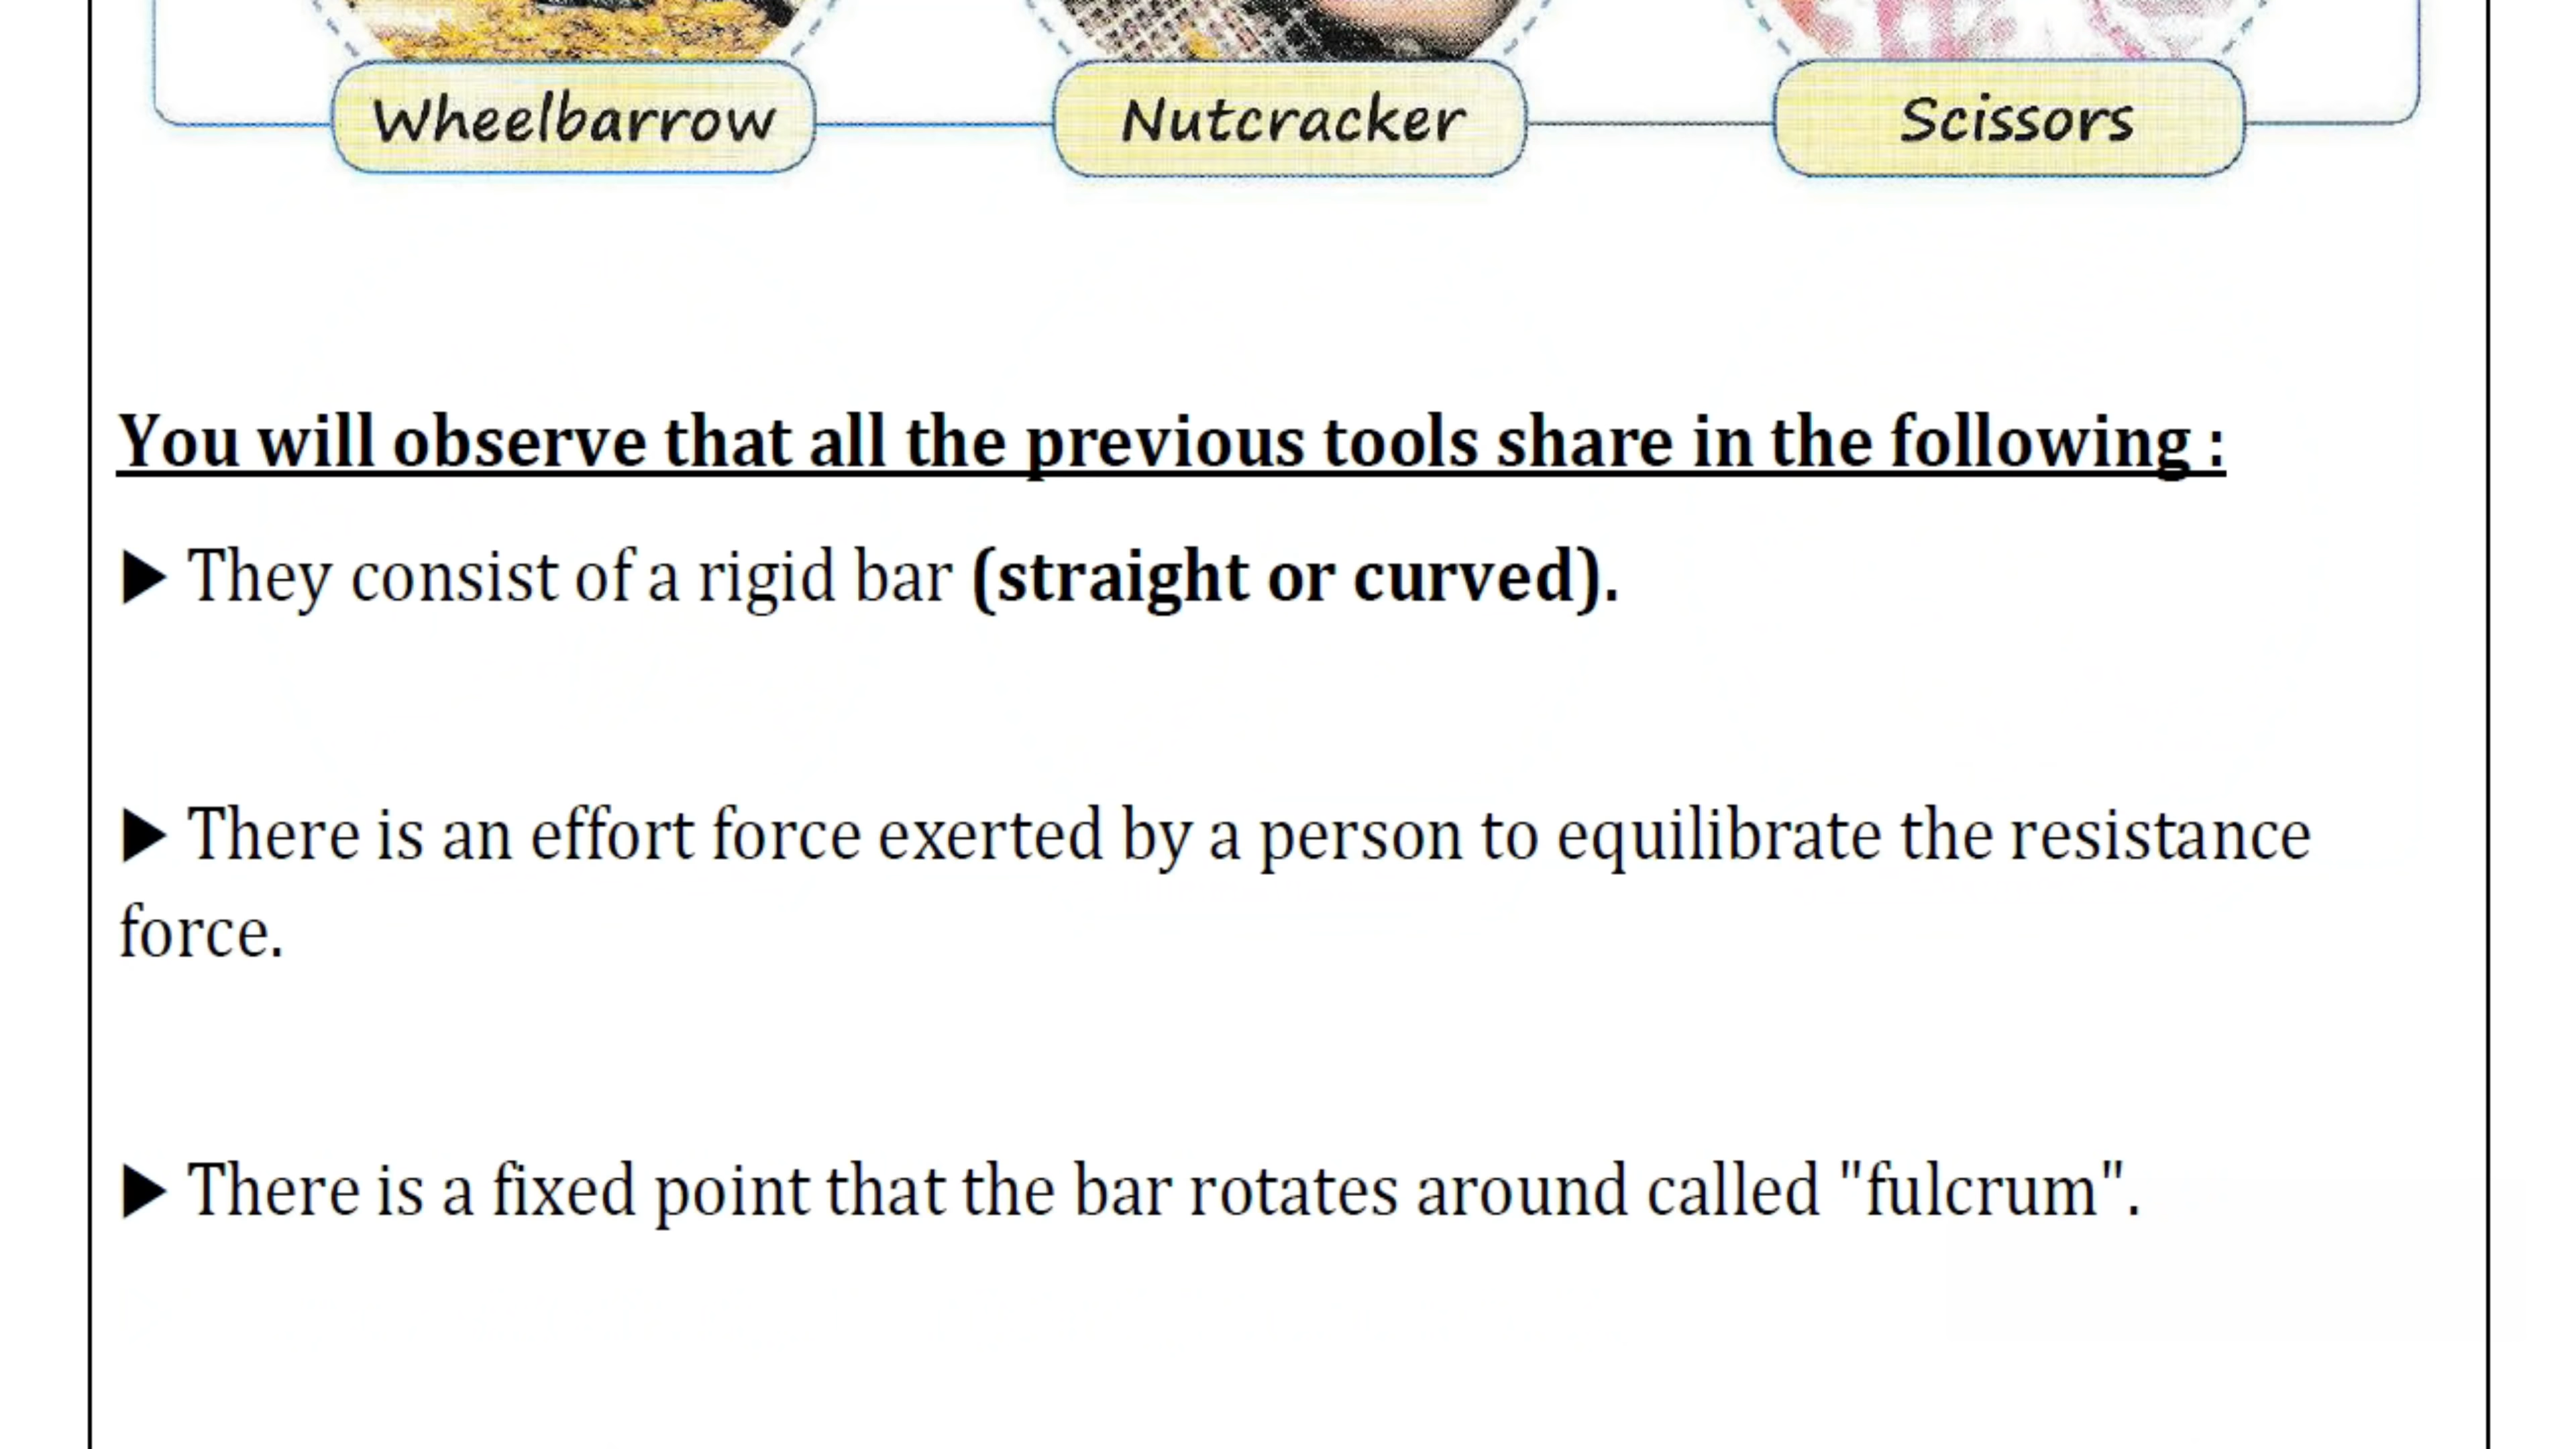 Wheelbarrow Nutcracker Scissors
You will observe that all the previous tools share in the following :
▶ They consist of a rigid bar (straight or curved).
▶ There is an effort force exerted by a person to equilibrate the resistance
force.
▶ There is a fixed point that the bar rotates around called "fulcrum".